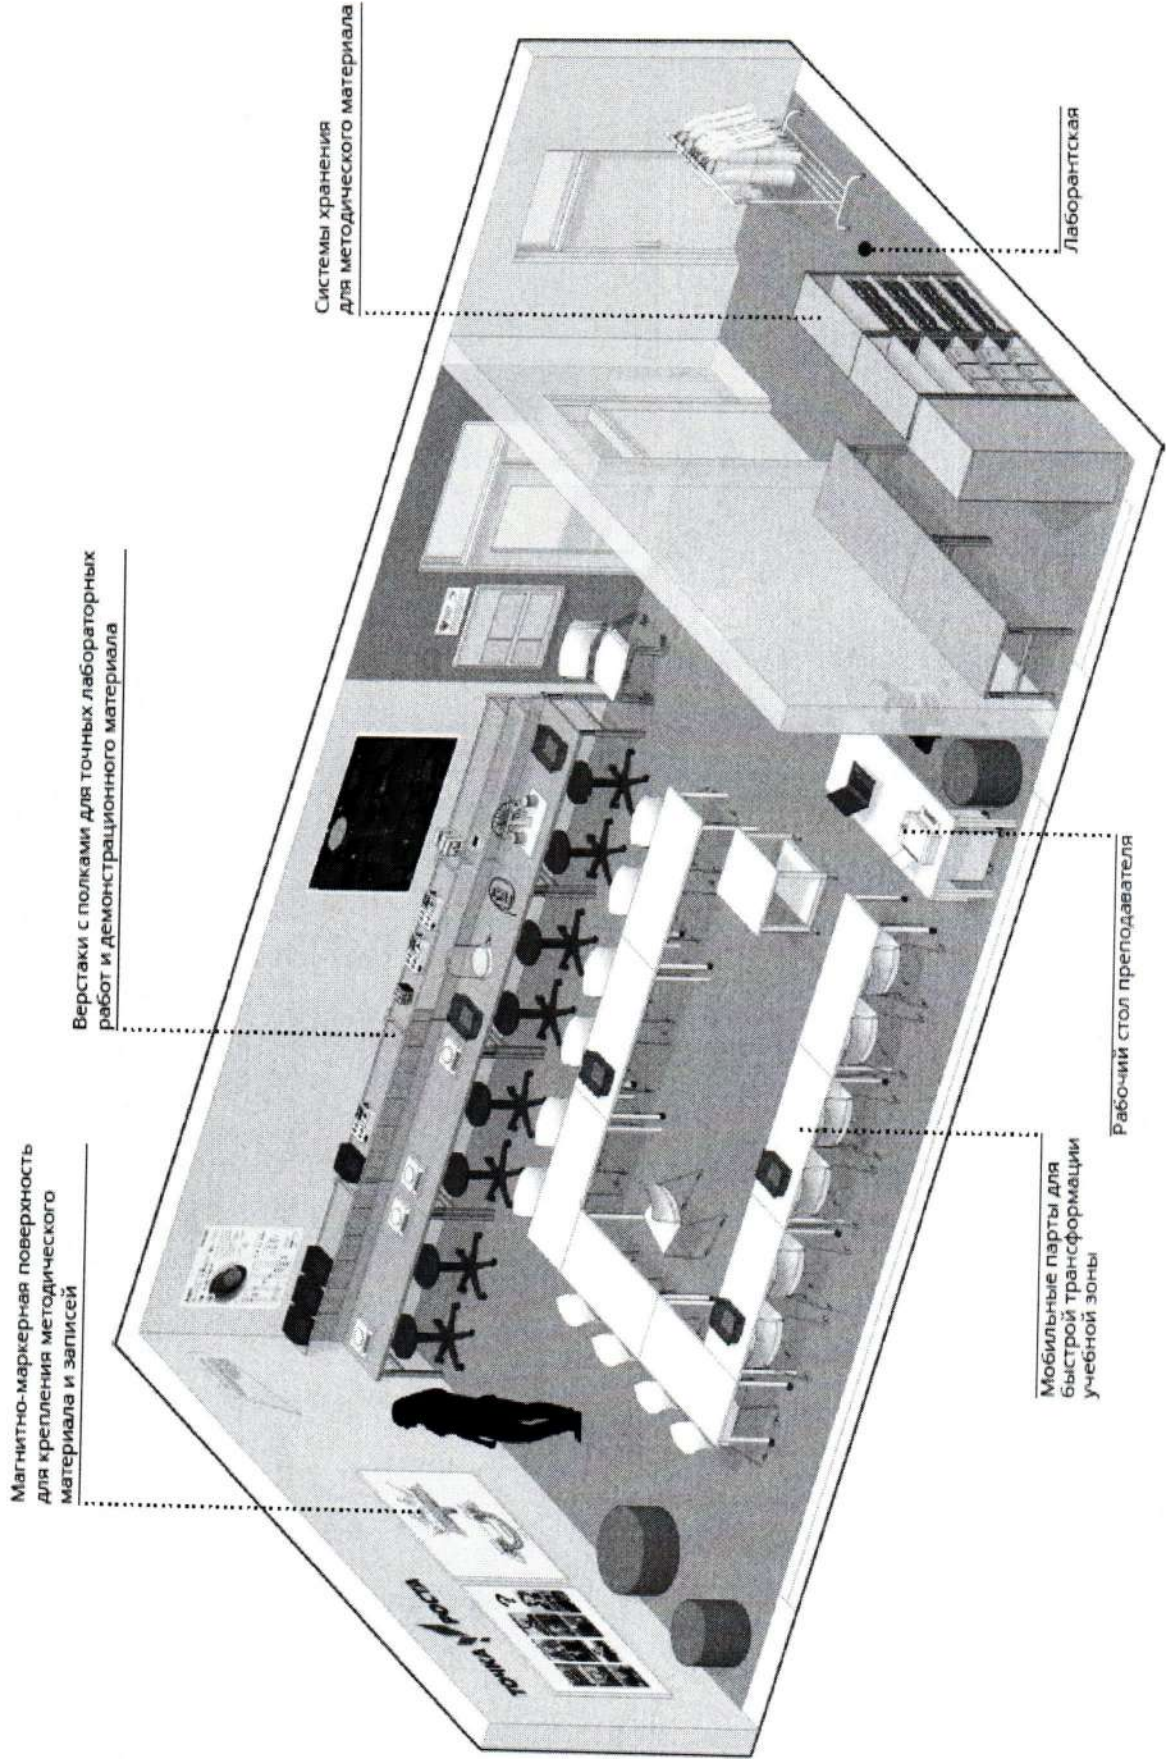 Магнитно-маркерная поверхность
для крепления методического
материала и записей
Верстаки с полками для точных лабораторных
работ и демонстрационного материала
Системы хранения
для методического материала
ТОЧКА РОСТА
Мобильные парты для
быстрой трансформации
учебной зоны
Рабочий стол преподавателя
Лаборантская